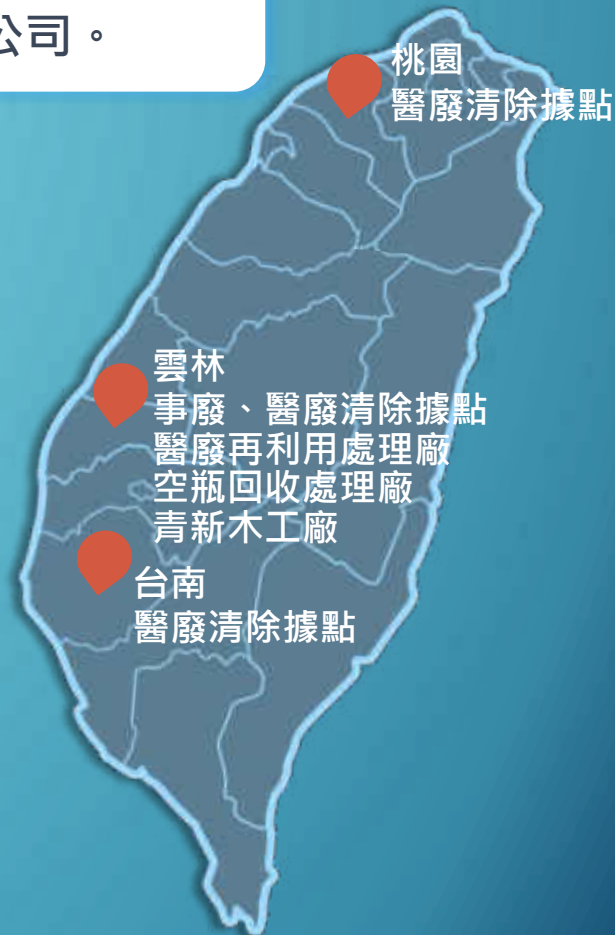 公司。
桃園
醫廢清除據點
雲林
事廢、醫廢清除據點
醫廢再利用處理廠
空瓶回收處理廠
青新木工廠
台南
醫廢清除據點